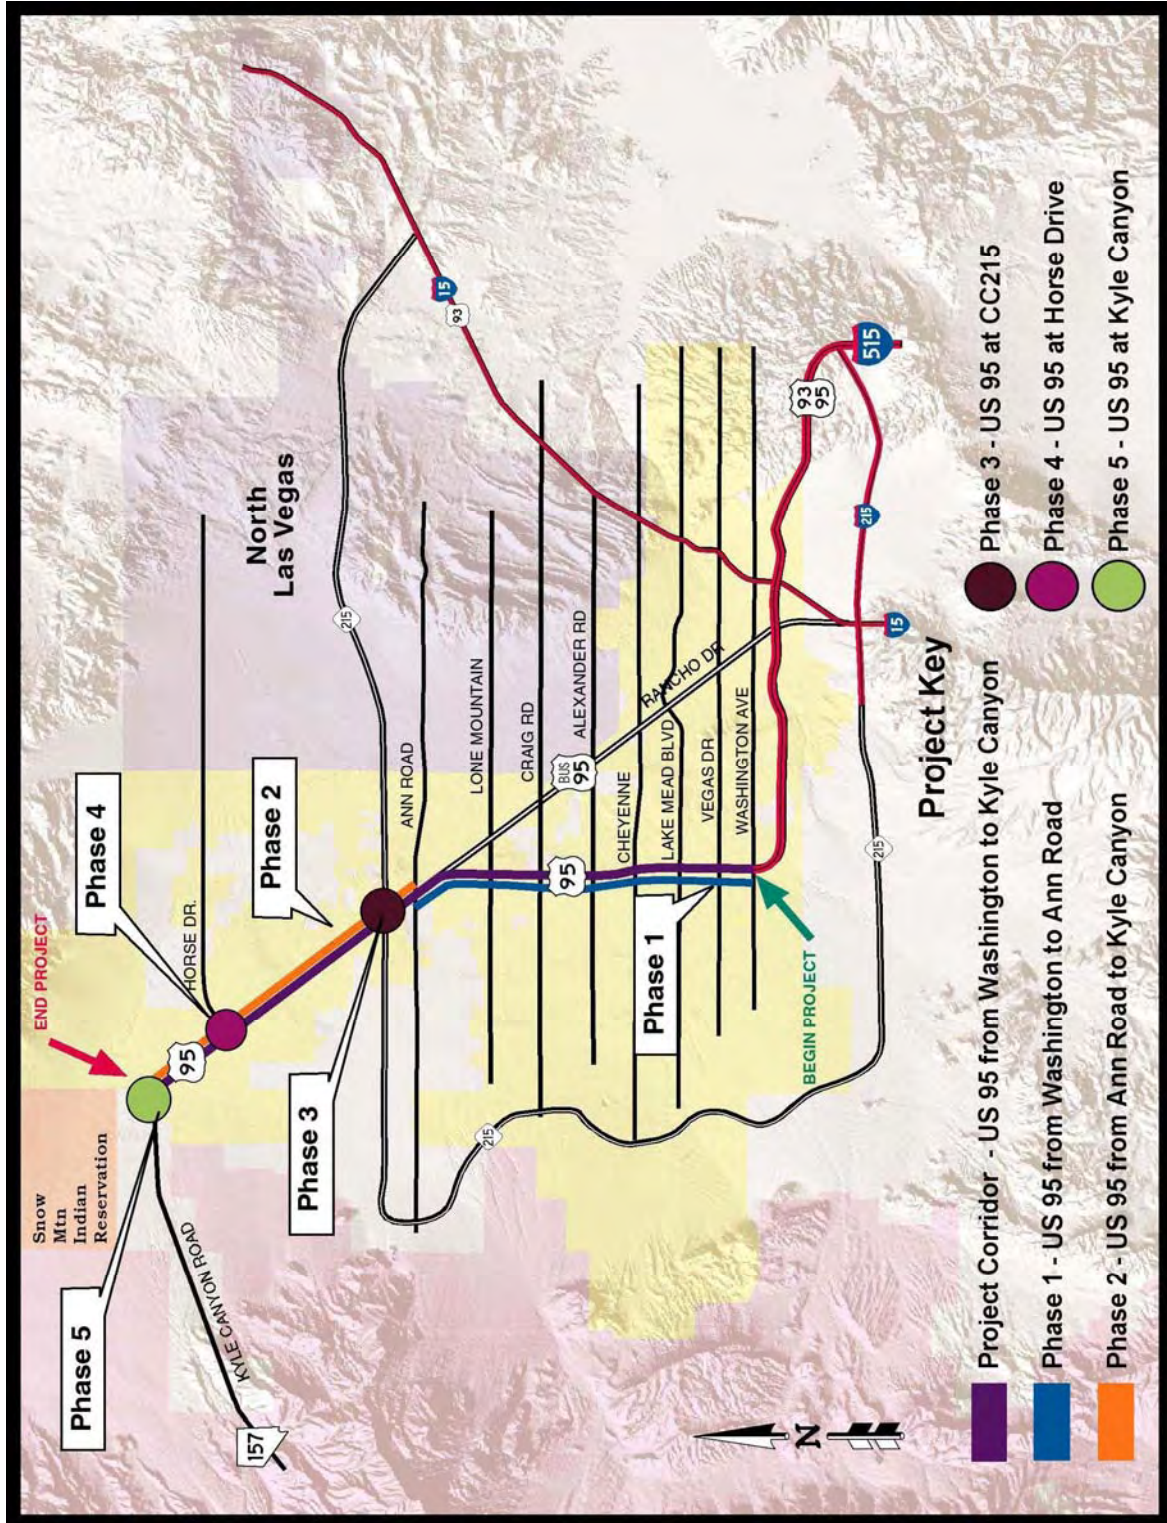 Snow
Mtn
Indian
Reservation
END PROJECT
Phase 5
Phase 4
95
HORSE DR.
KYLE CANYON ROAD
157
Phase 2
North
Las Vegas
Phase 3
215
ANN ROAD
15
93
LONE MOUNTAIN
215
CRAIG RD
BUS
95
ALEXANDER RD
95
CHEYENNE
RANCHO DR
LAKE MEAD BLVD
Phase 1
VEGAS DR
WASHINGTON AVE
BEGIN PROJECT
93
95
515
215
215
15
N
Project Key
Project Corridor - US 95 from Washington to Kyle Canyon
Phase 1 - US 95 from Washington to Ann Road
Phase 2 - US 95 from Ann Road to Kyle Canyon
Phase 3 - US 95 at CC215
Phase 4 - US 95 at Horse Drive
Phase 5 - US 95 at Kyle Canyon